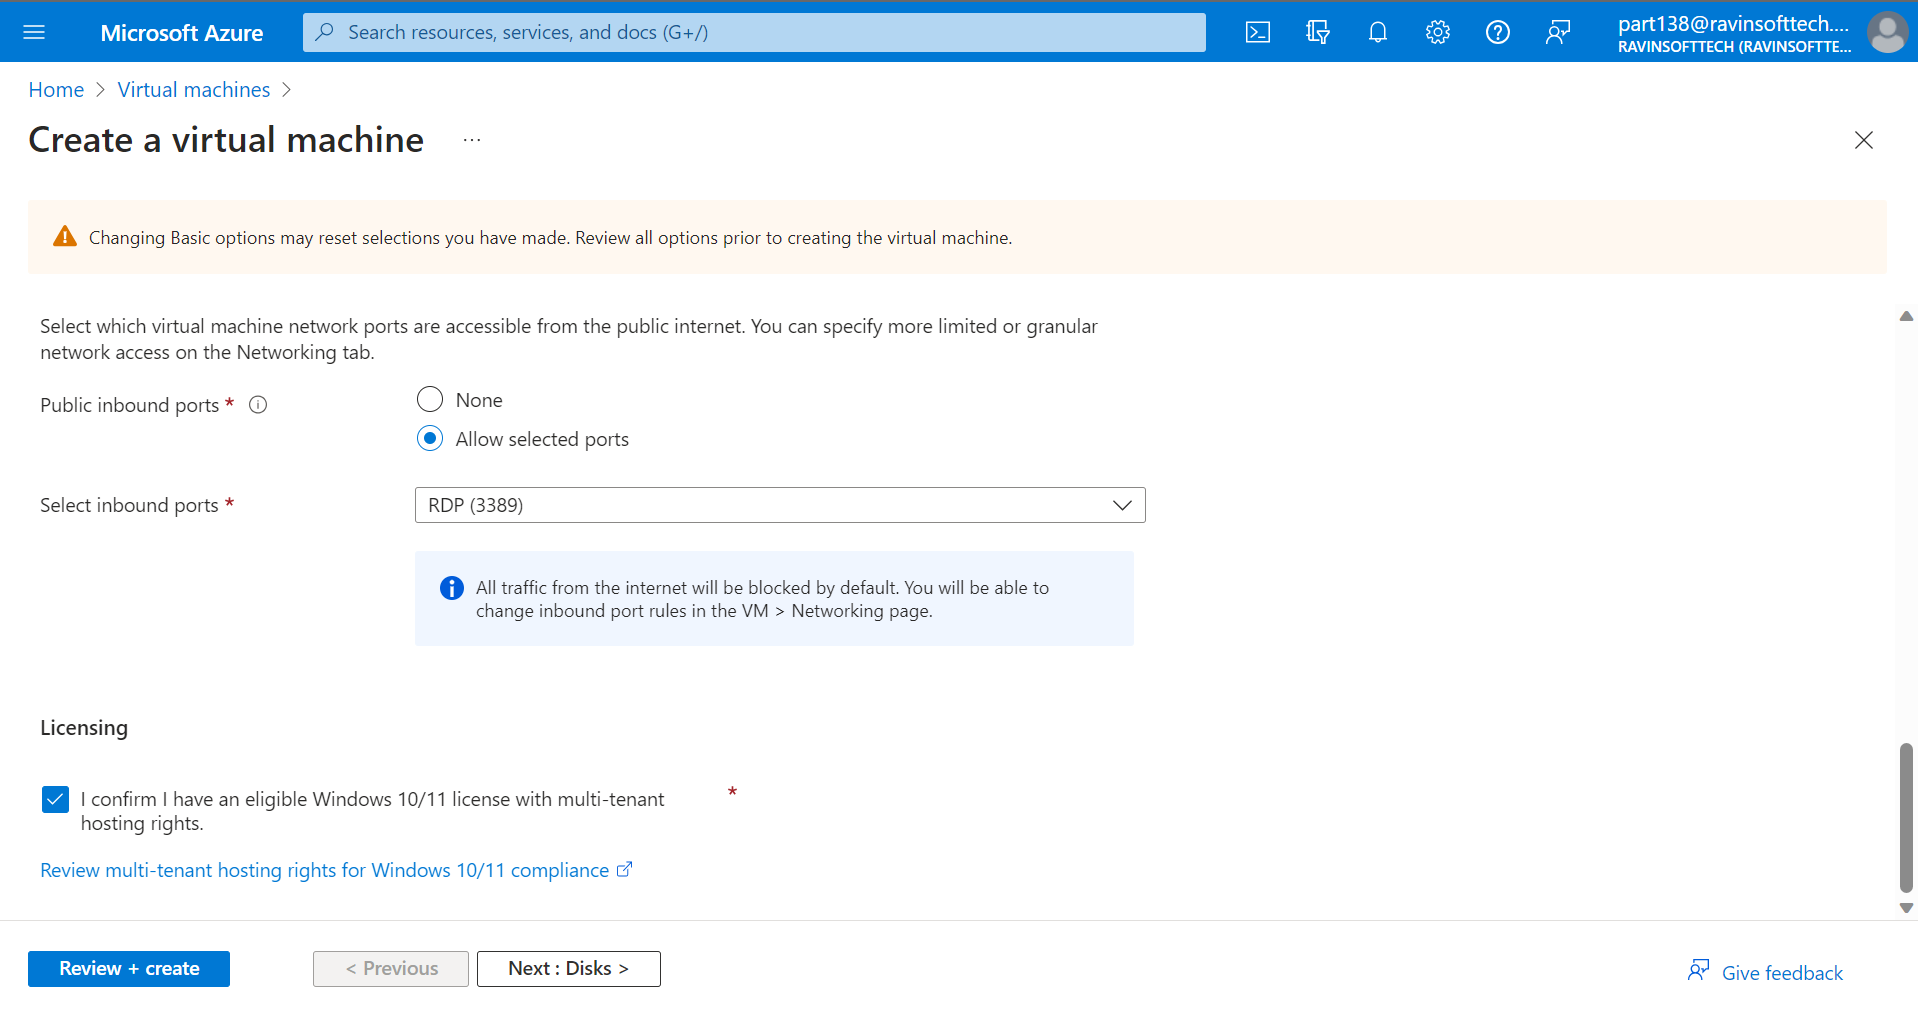 Microsoft Azure
Search resources, services, and docs (G+/)
part138@ravinsofttech....
RAVINSOFTTECH (RAVINSOFTTE...
Home > Virtual machines >
Create a virtual machine ...
Changing Basic options may reset selections you have made. Review all options prior to creating the virtual machine.
Select which virtual machine network ports are accessible from the public internet. You can specify more limited or granular
network access on the Networking tab.
Public inbound ports *
None
Allow selected ports
Select inbound ports *
RDP (3389)
All traffic from the internet will be blocked by default. You will be able to
change inbound port rules in the VM > Networking page.
Licensing
I confirm I have an eligible Windows 10/11 license with multi-tenant *
hosting rights.
Review multi-tenant hosting rights for Windows 10/11 compliance
Review + create
< Previous
Next : Disks >
Give feedback